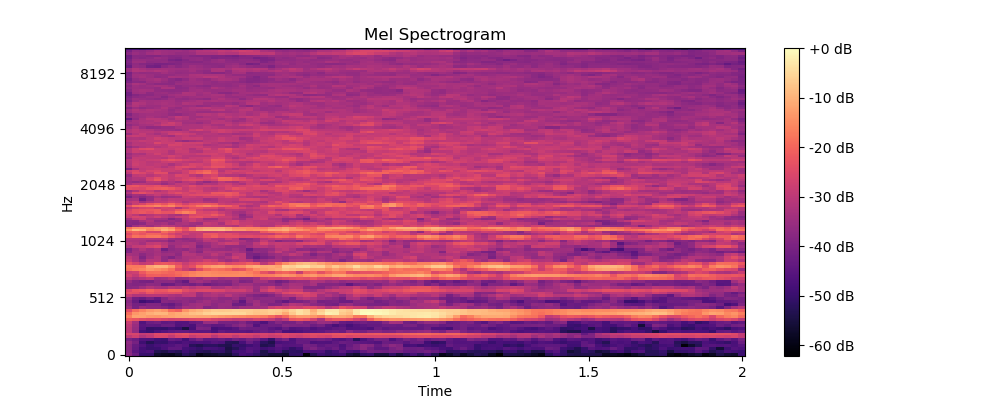 Mel Spectrogram
Hz
8192
4096
2048
1024
512
0
0 0.5 1 1.5 2
Time
+0 dB
-10 dB
-20 dB
-30 dB
-40 dB
-50 dB
-60 dB